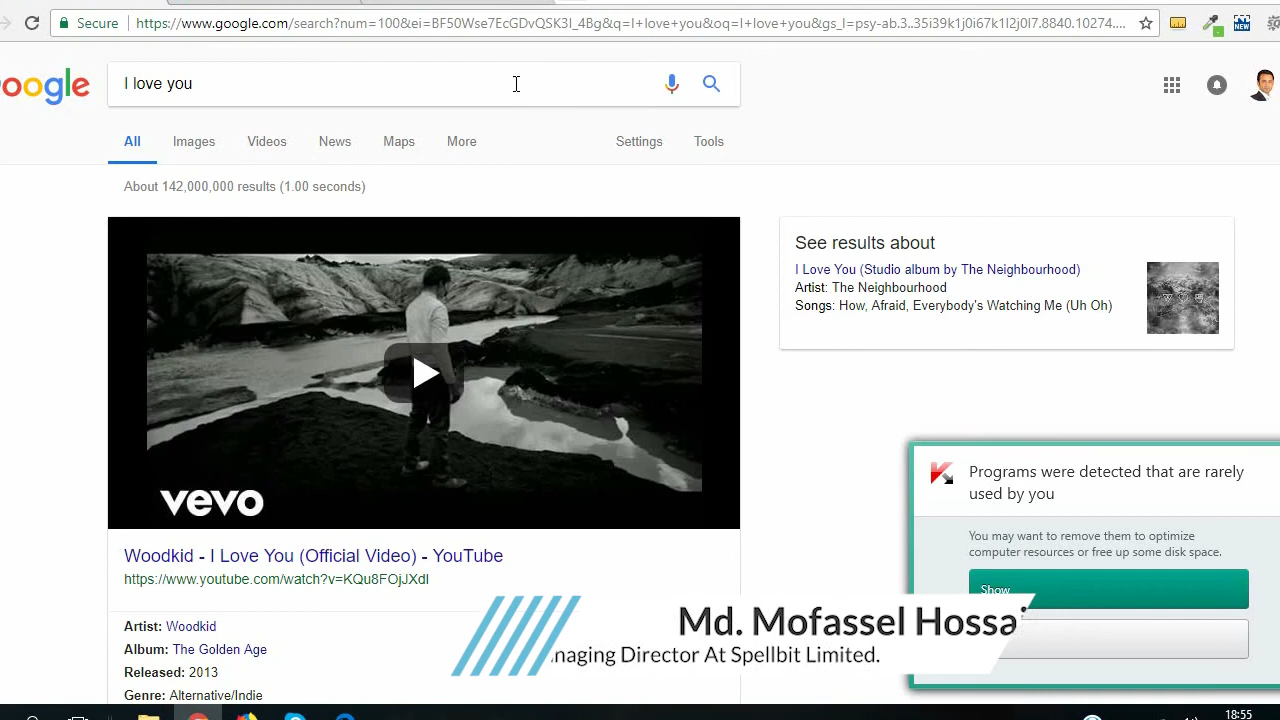 Secure
https://www.google.com/search?num=100&ei=BF50Wse7EcGDvQSK3I_4Bg&q=I+love+you&oq=I+love+you&gs_l=psy-ab.3..35i39k1j0i67k1l2j0l7.8840.10274....
NEW
oogle
I love you
All Images Videos News Maps More Settings Tools
About 142,000,000 results (1.00 seconds)
vevo
Woodkid - I Love You (Official Video) - YouTube
https://www.youtube.com/watch?v=KQu8FOjJXdI
Artist: Woodkid
Album: The Golden Age
Released: 2013
Genre: Alternative/Indie
See results about
I Love You (Studio album by The Neighbourhood)
Artist: The Neighbourhood
Songs: How, Afraid, Everybody's Watching Me (Uh Oh)
Programs were detected that are rarely
used by you
You may want to remove them to optimize
computer resources or free up some disk space.
Show
Md. Mofassel Hossai
naging Director At Spellbit Limited.
18:55